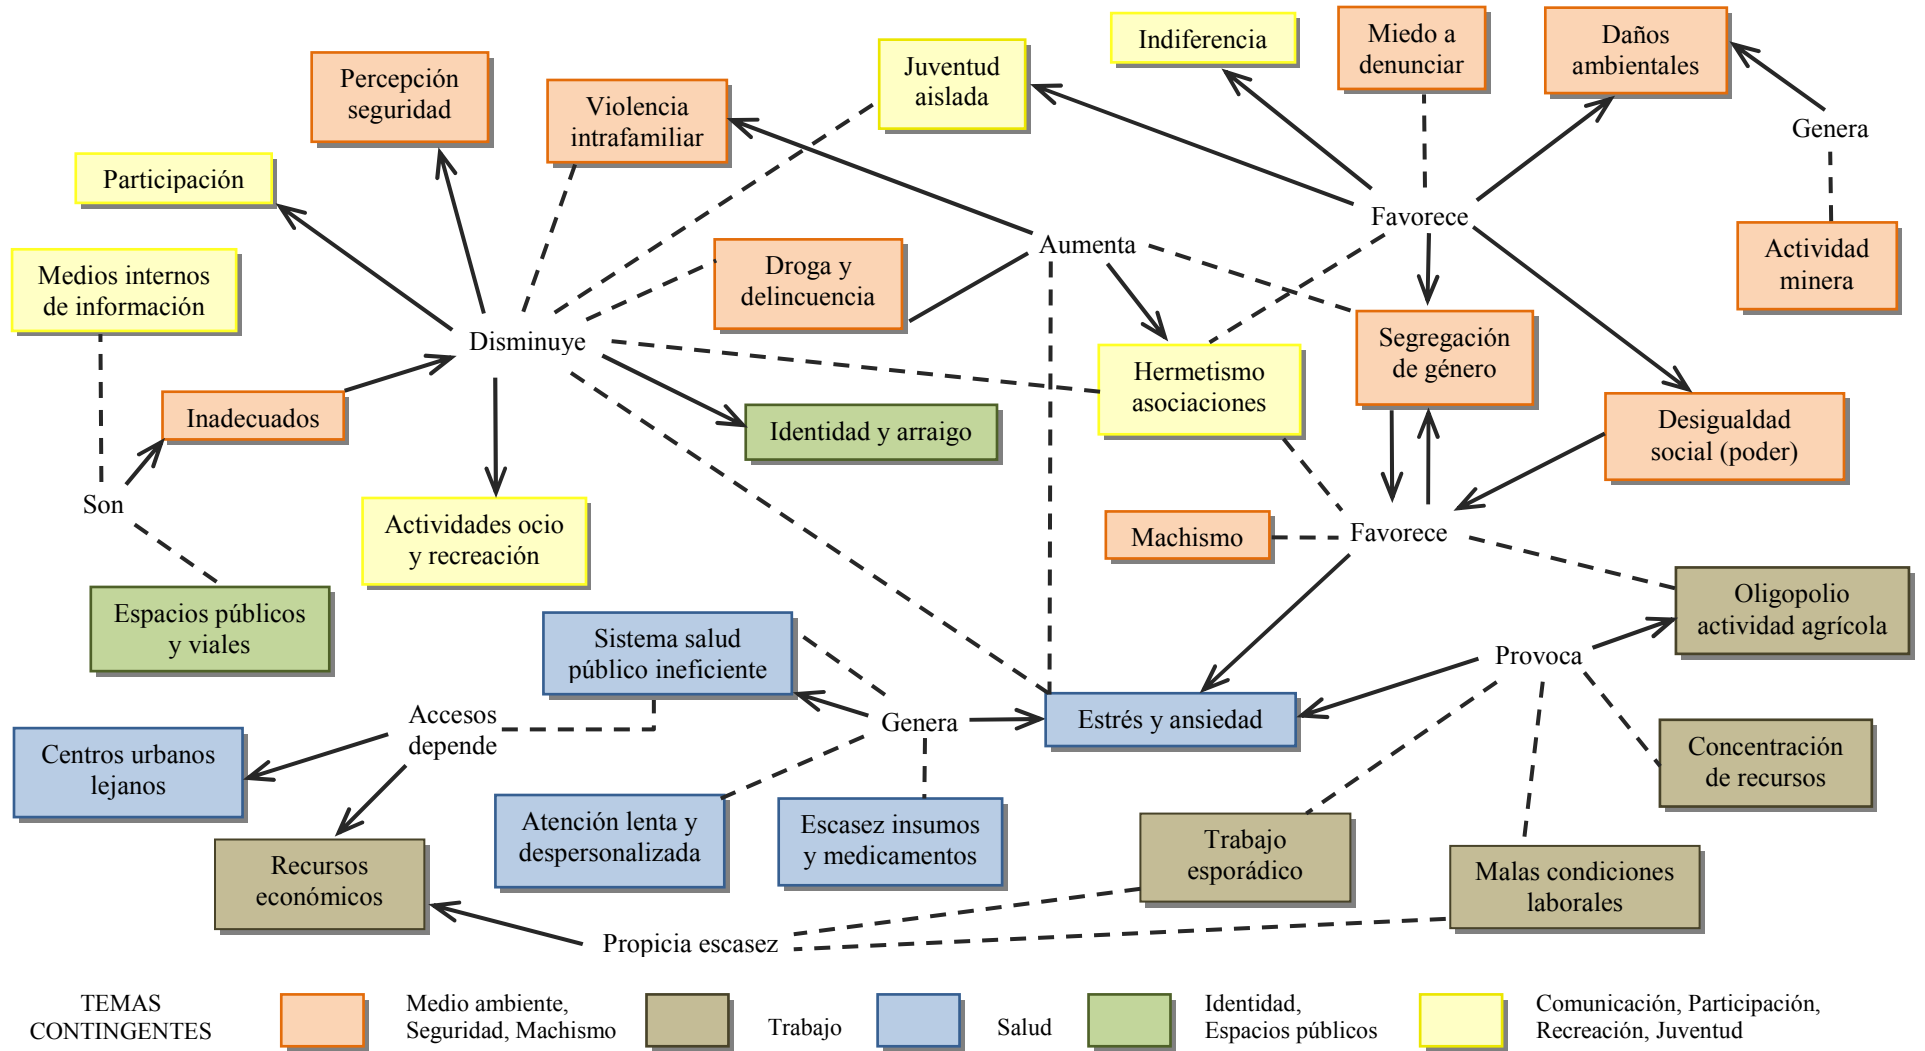 Indiferencia
Miedo a
denunciar
Daños
ambientales
Percepción
seguridad
Juventud
aislada
Violencia
intrafamiliar
Genera
Participación
Favorece
Aumenta
Actividad
minera
Medios internos
de información
Droga y
delincuencia
Disminuye
Segregación
de género
Hermetismo
asociaciones
Inadecuados
Identidad y arraigo
Desigualdad
social (poder)
Son
Actividades ocio
y recreación
Machismo
Favorece
Espacios públicos
y viales
Sistema salud
público ineficiente
Oligopolio
actividad agrícola
Provoca
Accesos
depende
Genera
Estrés y ansiedad
Centros urbanos
lejanos
Concentración
de recursos
Atención lenta y
despersonalizada
Escasez insumos
y medicamentos
Trabajo
esporádico
Recursos
económicos
Malas condiciones
laborales
Propicia escasez
TEMAS
CONTINGENTES
Medio ambiente,
Seguridad, Machismo
Trabajo
Salud
Identidad,
Espacios públicos
Comunicación, Participación,
Recreación, Juventud